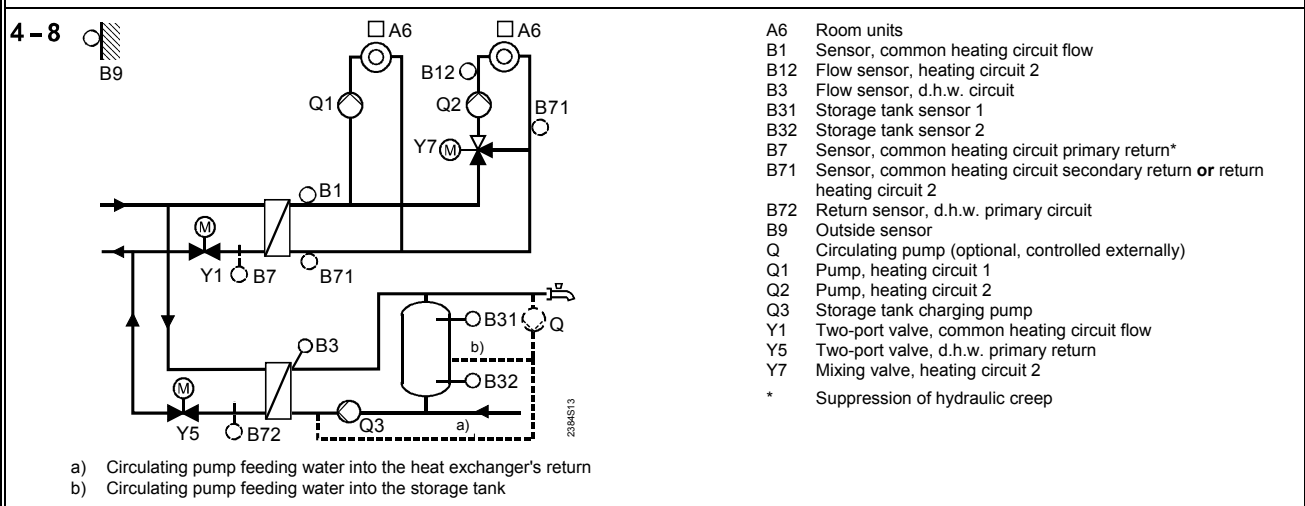 4–8
B9
A6
A6
B12
Q1
Q2
B71
Y7
M
B1
M
Y1
B7
B71
B31
Q
B3
b)
B32
M
Y5
B72
Q3
a)
2384S13
a) Circulating pump feeding water into the heat exchanger's return
b) Circulating pump feeding water into the storage tank
A6 Room units
B1 Sensor, common heating circuit flow
B12 Flow sensor, heating circuit 2
B3 Flow sensor, d.h.w. circuit
B31 Storage tank sensor 1
B32 Storage tank sensor 2
B7 Sensor, common heating circuit primary return*
B71 Sensor, common heating circuit secondary return or return
heating circuit 2
B72 Return sensor, d.h.w. primary circuit
B9 Outside sensor
Q Circulating pump (optional, controlled externally)
Q1 Pump, heating circuit 1
Q2 Pump, heating circuit 2
Q3 Storage tank charging pump
Y1 Two-port valve, common heating circuit flow
Y5 Two-port valve, d.h.w. primary return
Y7 Mixing valve, heating circuit 2
* Suppression of hydraulic creep